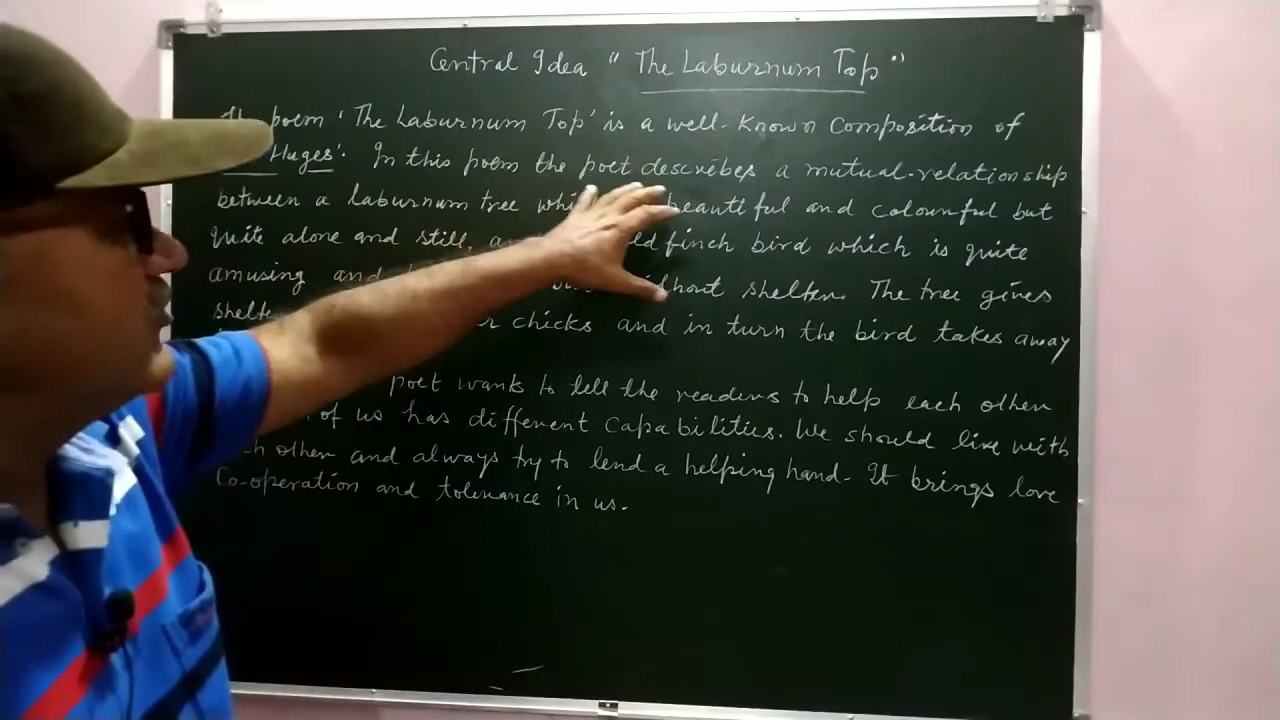 Central Idea "The Laburnum Top"
poem 'The Laburnum Top' is a well-known composition of
Huges'. In this poem the poet describes a mutual-relationship
between a laburnum tree beautiful and colourful but
quite alone and still, finch bird which is quite
amusing and shelter. The tree gives
chicks and in turn the bird takes away
poet wants to tell the readers to help each other
of us has different capabilities. We should live with
other and always try to lend a helping hand. It brings love
co-operation and tolerance in us.